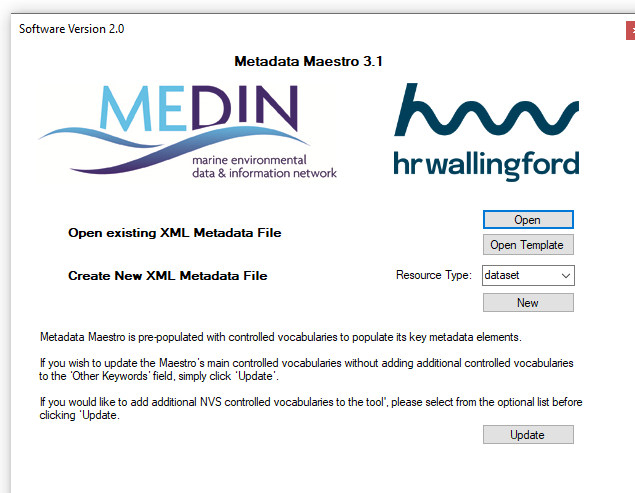 Software Version 2.0
Metadata Maestro 3.1
MEDIN
marine environmental
data & information network
hr wallingford
Open existing XML Metadata File
Open
Open Template
Create New XML Metadata File
Resource Type:
dataset
New
Metadata Maestro is pre-populated with controlled vocabularies to populate its key metadata elements.
If you wish to update the Maestro's main controlled vocabularies without adding additional controlled vocabularies
to the 'Other Keywords' field, simply click 'Update'.
If you would like to add additional NVS controlled vocabularies to the tool', please select from the optional list before
clicking 'Update.
Update